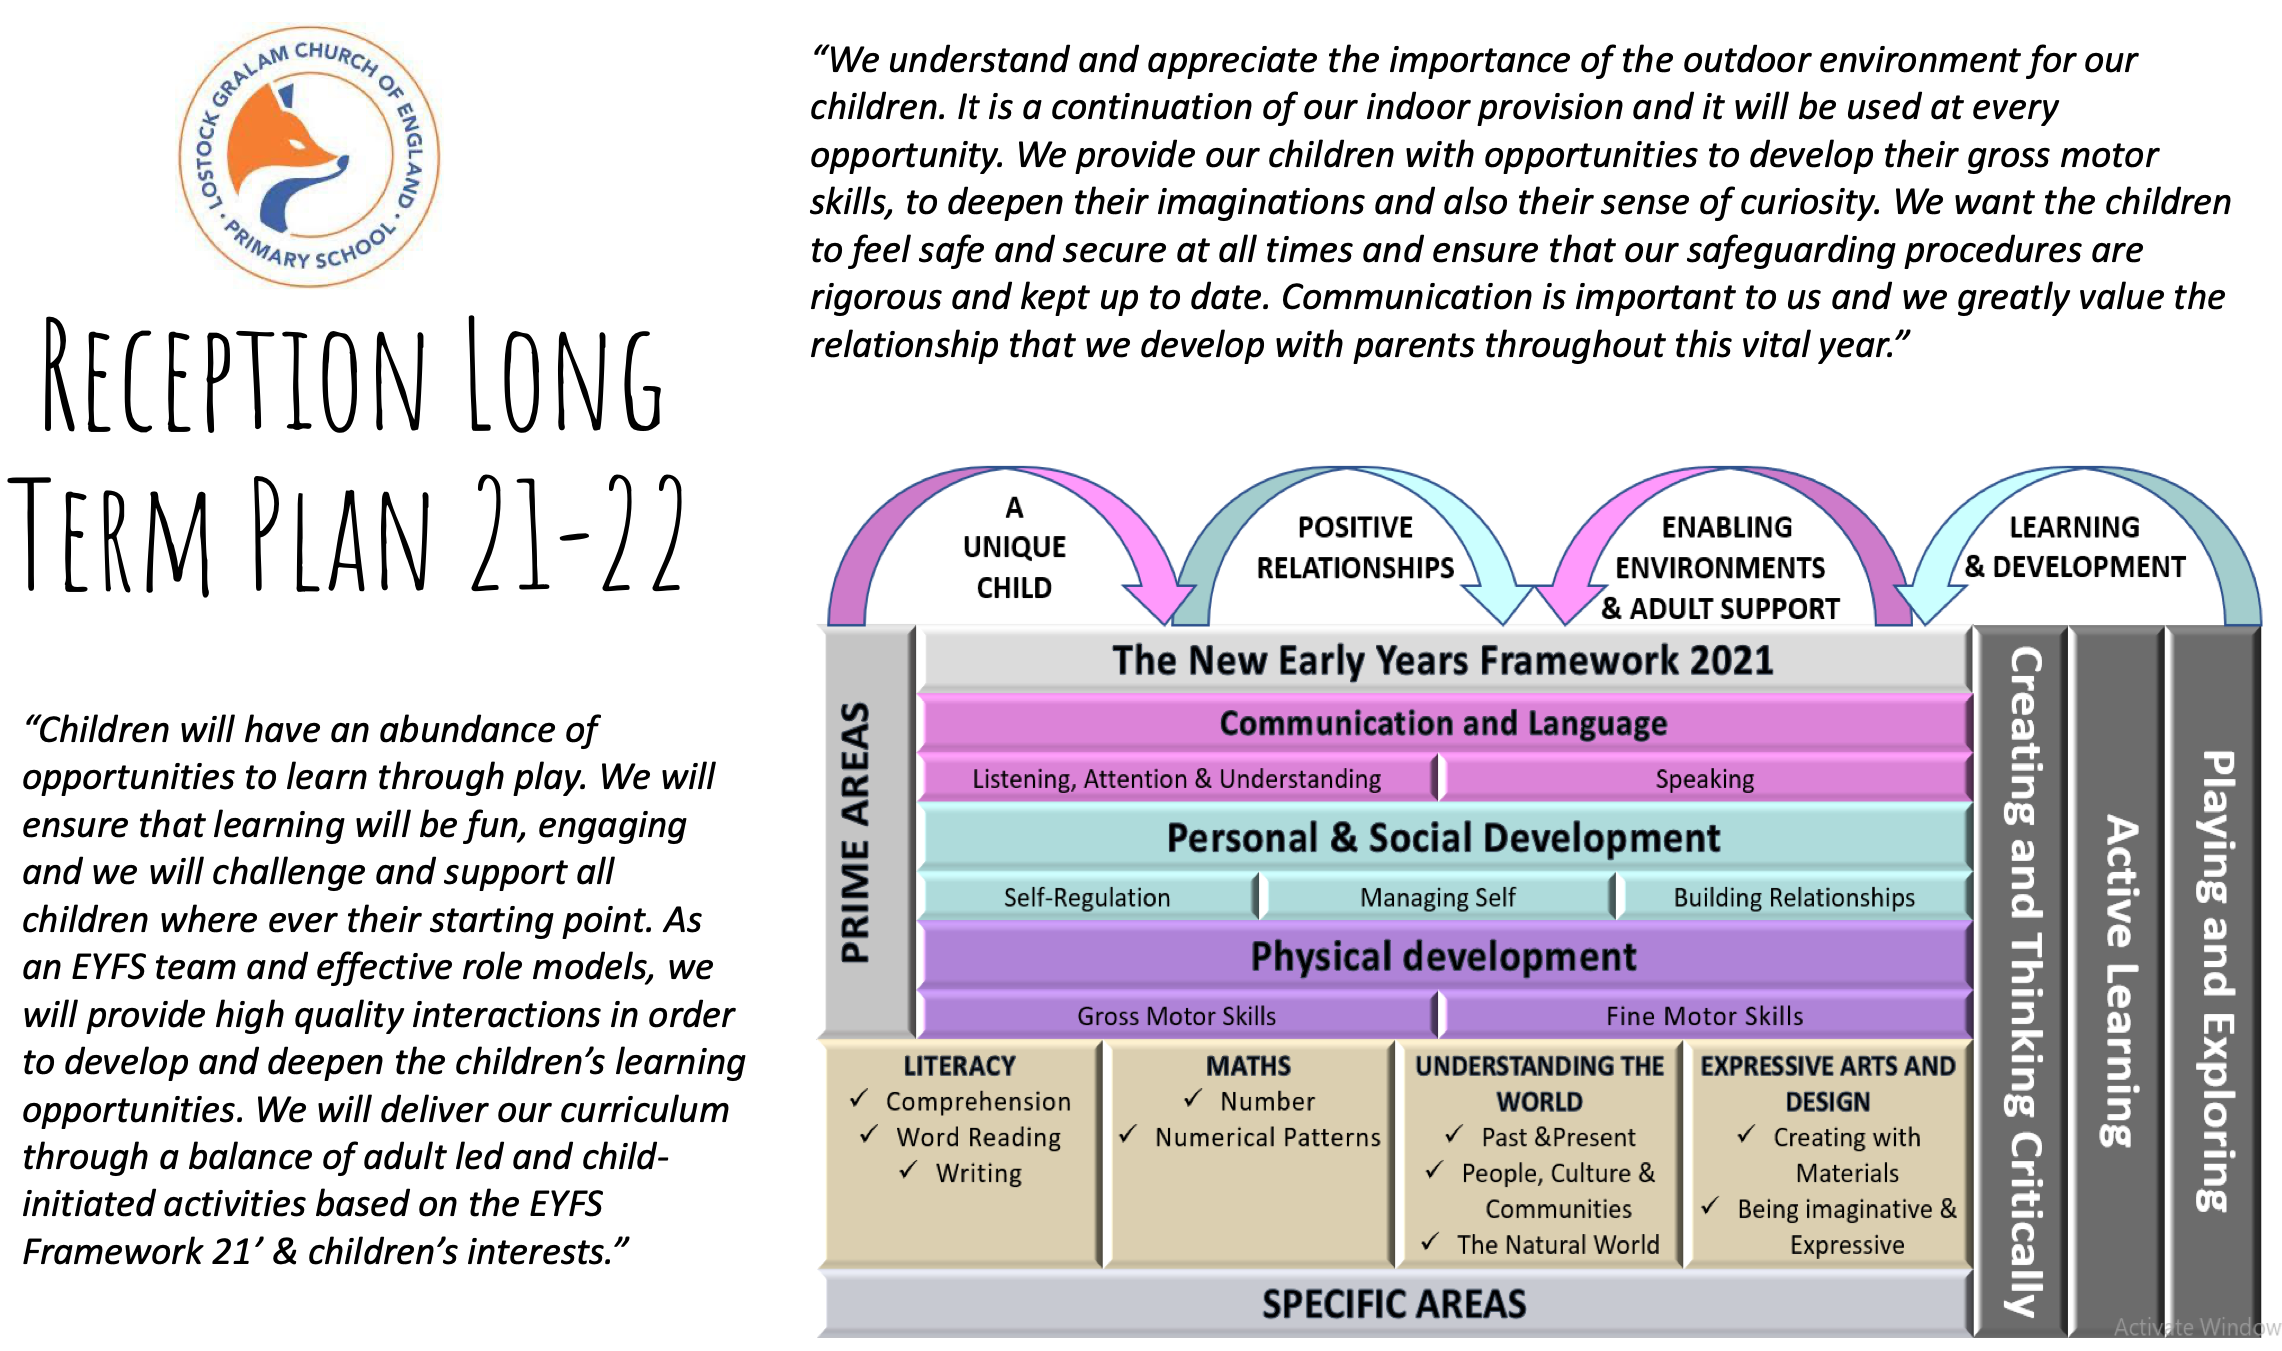 LOSTOCK GRALAM CHURCH OF ENGLAND
· PRIMARY SCHOOL ·
RECEPTION LONG
TERM PLAN 21-22
“Children will have an abundance of
opportunities to learn through play. We will
ensure that learning will be fun, engaging
and we will challenge and support all
children where ever their starting point. As
an EYFS team and effective role models, we
will provide high quality interactions in order
to develop and deepen the children’s learning
opportunities. We will deliver our curriculum
through a balance of adult led and child-
initiated activities based on the EYFS
Framework 21’ & children’s interests.”
“We understand and appreciate the importance of the outdoor environment for our
children. It is a continuation of our indoor provision and it will be used at every
opportunity. We provide our children with opportunities to develop their gross motor
skills, to deepen their imaginations and also their sense of curiosity. We want the children
to feel safe and secure at all times and ensure that our safeguarding procedures are
rigorous and kept up to date. Communication is important to us and we greatly value the
relationship that we develop with parents throughout this vital year.”
A
UNIQUE
CHILD
POSITIVE
RELATIONSHIPS
ENABLING
ENVIRONMENTS
& ADULT SUPPORT
LEARNING
& DEVELOPMENT
PRIME AREAS
The New Early Years Framework 2021
Communication and Language
Listening, Attention & Understanding
Speaking
Personal & Social Development
Self-Regulation
Managing Self
Building Relationships
Physical development
Gross Motor Skills
Fine Motor Skills
LITERACY
✓ Comprehension
✓ Word Reading
✓ Writing
MATHS
✓ Number
✓ Numerical Patterns
UNDERSTANDING THE
WORLD
✓ Past &Present
✓ People, Culture &
Communities
✓ The Natural World
EXPRESSIVE ARTS AND
DESIGN
✓ Creating with
Materials
✓ Being imaginative &
Expressive
SPECIFIC AREAS
Creating and Thinking Critically
Active Learning
Playing and Exploring
Activate Window